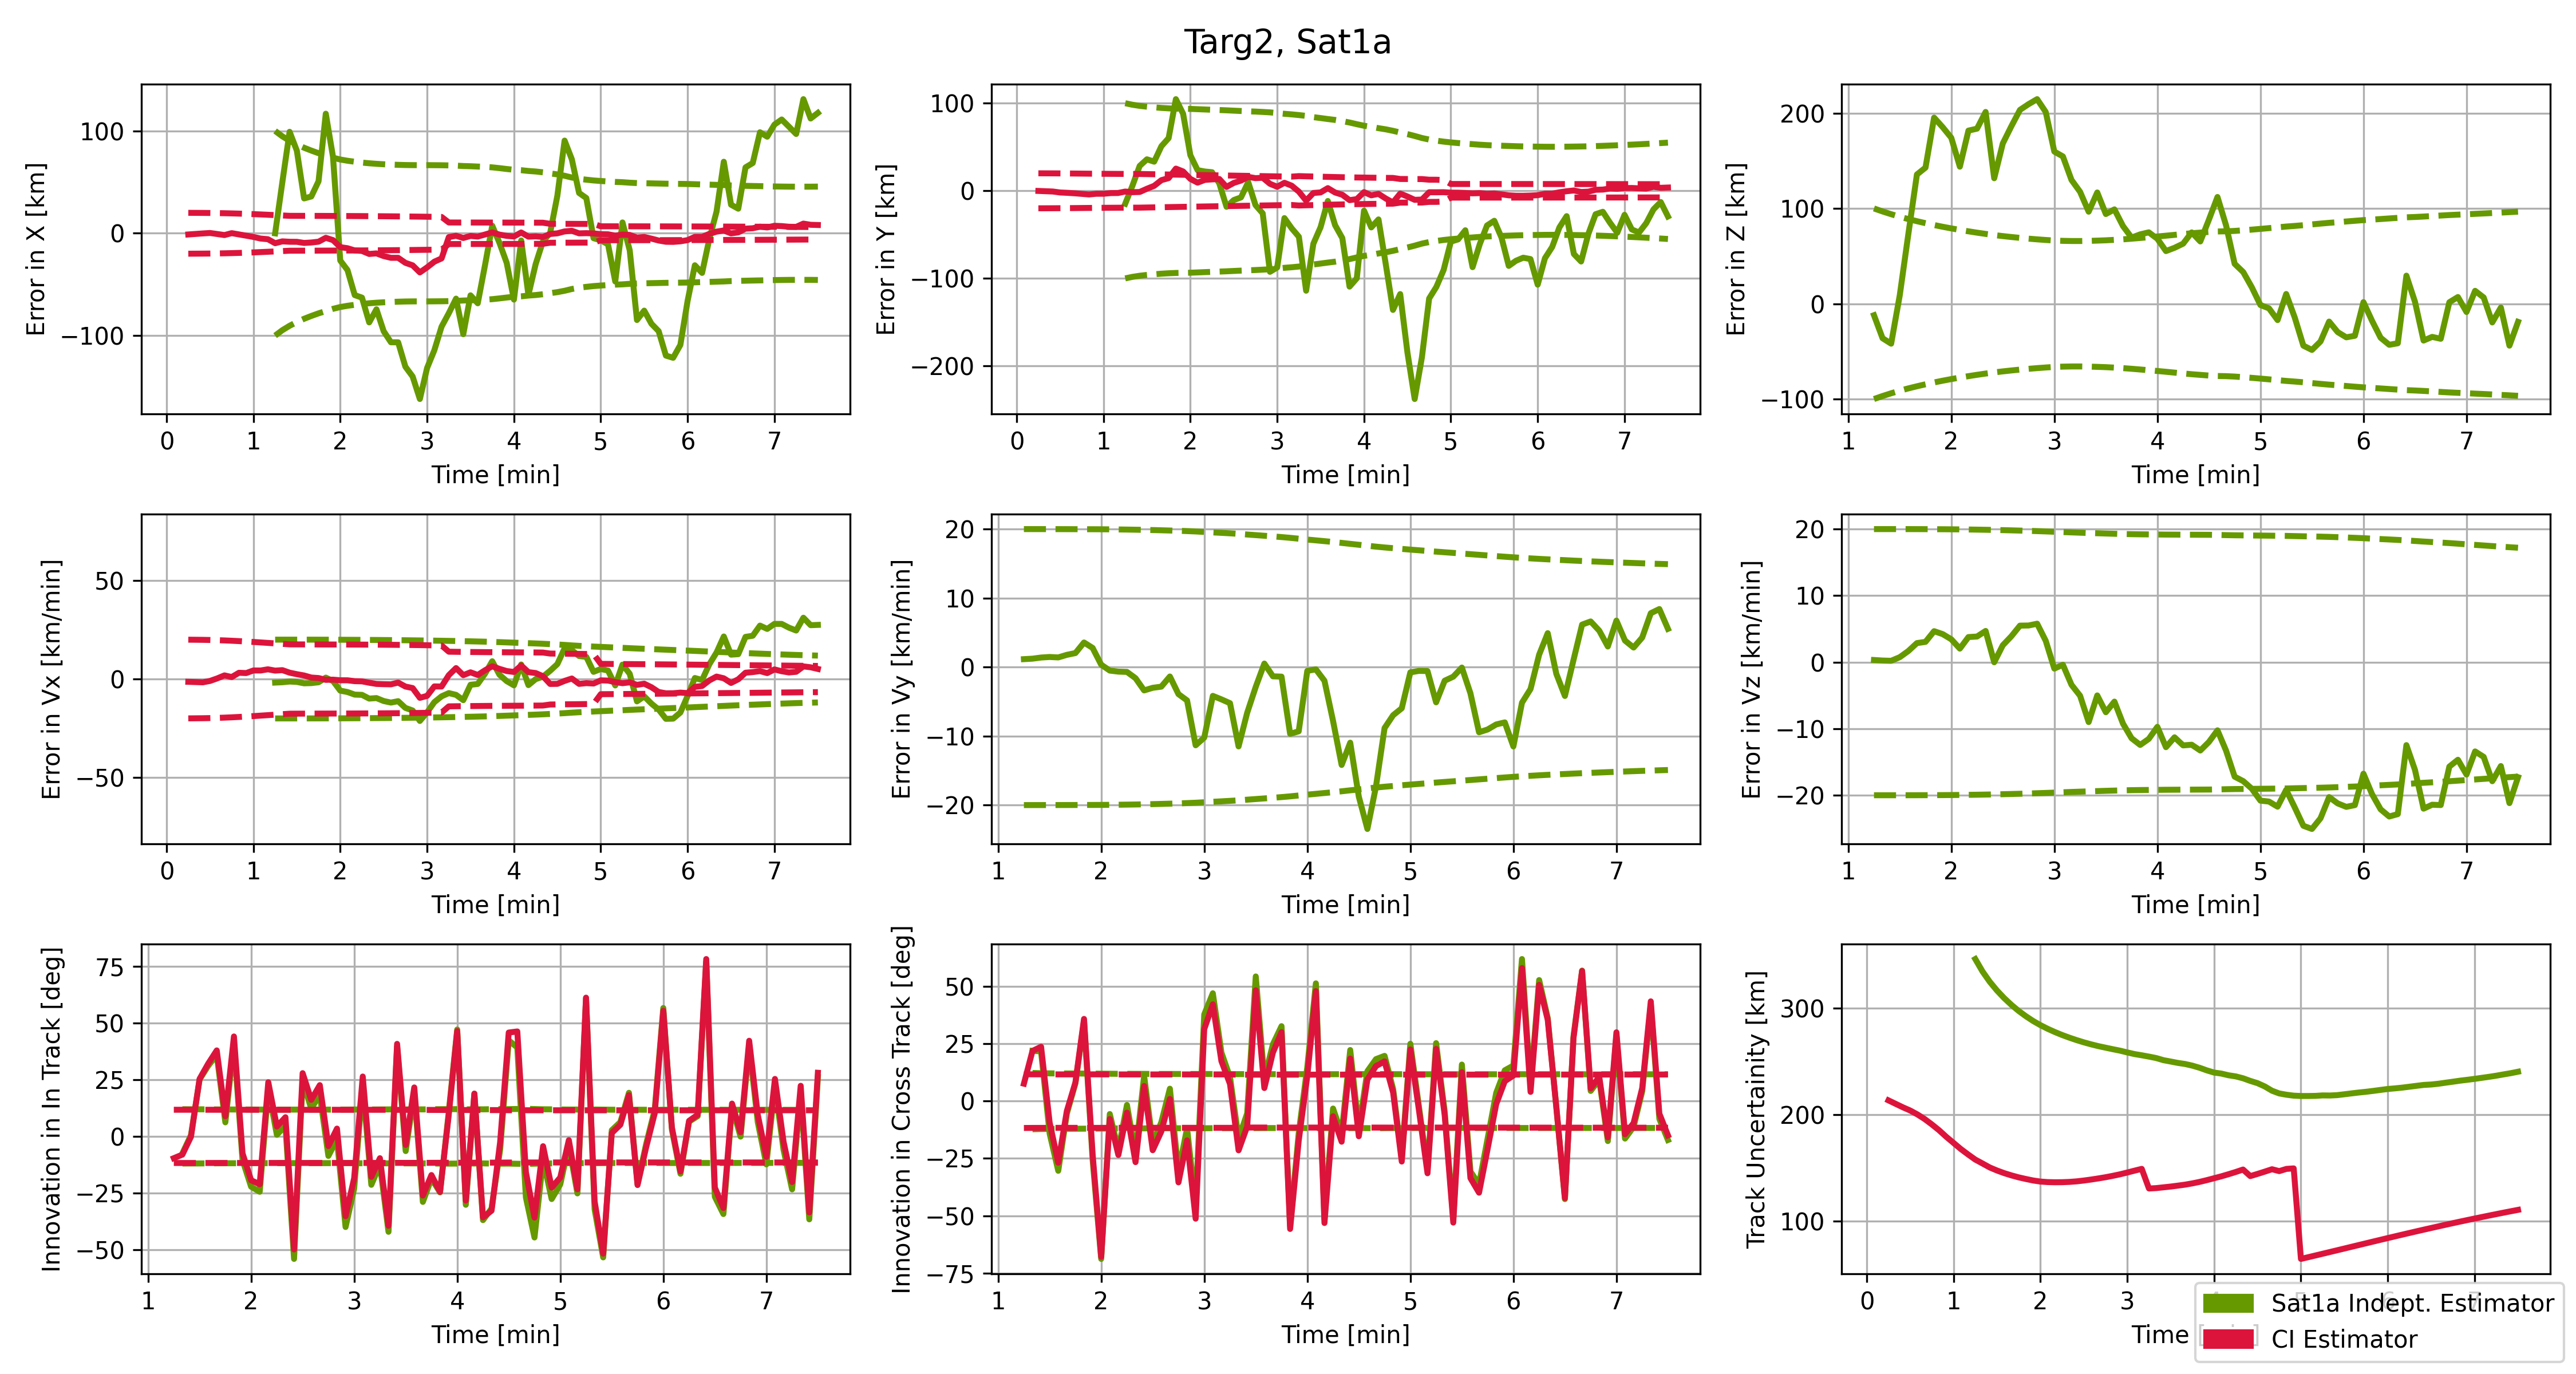 Targ2, Sat1a
Error in X [km]
100
0
−100
0 1 2 3 4 5 6 7
Time [min]
Error in Y [km]
100
0
−100
−200
0 1 2 3 4 5 6 7
Time [min]
Error in Z [km]
200
100
0
−100
1 2 3 4 5 6 7
Time [min]
Error in Vx [km/min)
50
0
−50
0 1 2 3 4 5 6 7
Time [min]
Error in Vy [km/min)
20
10
0
−10
−20
1 2 3 4 5 6 7
Time [min]
Error in Vz [km/min)
20
10
0
−10
−20
1 2 3 4 5 6 7
Time [min]
Innovation in In Track [deg]
75
50
25
0
−25
−50
1 2 3 4 5 6 7
Time [min]
Innovation in Cross Track [deg]
50
25
0
−25
−50
−75
1 2 3 4 5 6 7
Time [min]
Track Uncertainity [km]
300
200
100
0 1 2 3
Time
Sat1a Indept. Estimator
CI Estimator